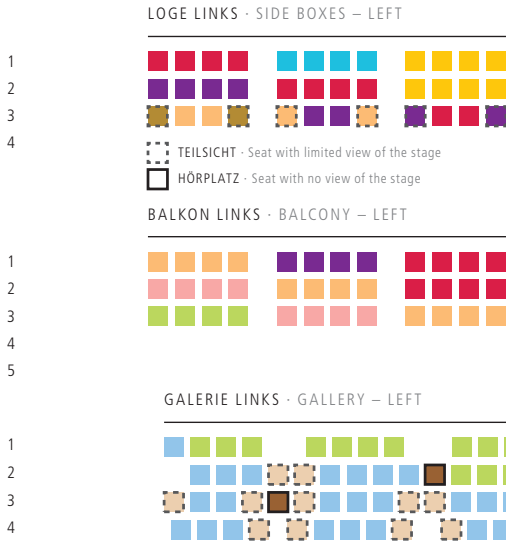 LOGE LINKS · SIDE BOXES – LEFT
1
2
3
4
TEILSICHT · Seat with limited view of the stage
HÖRPLATZ · Seat with no view of the stage
BALKON LINKS · BALCONY – LEFT
1
2
3
4
5
GALERIE LINKS · GALLERY – LEFT
1
2
3
4